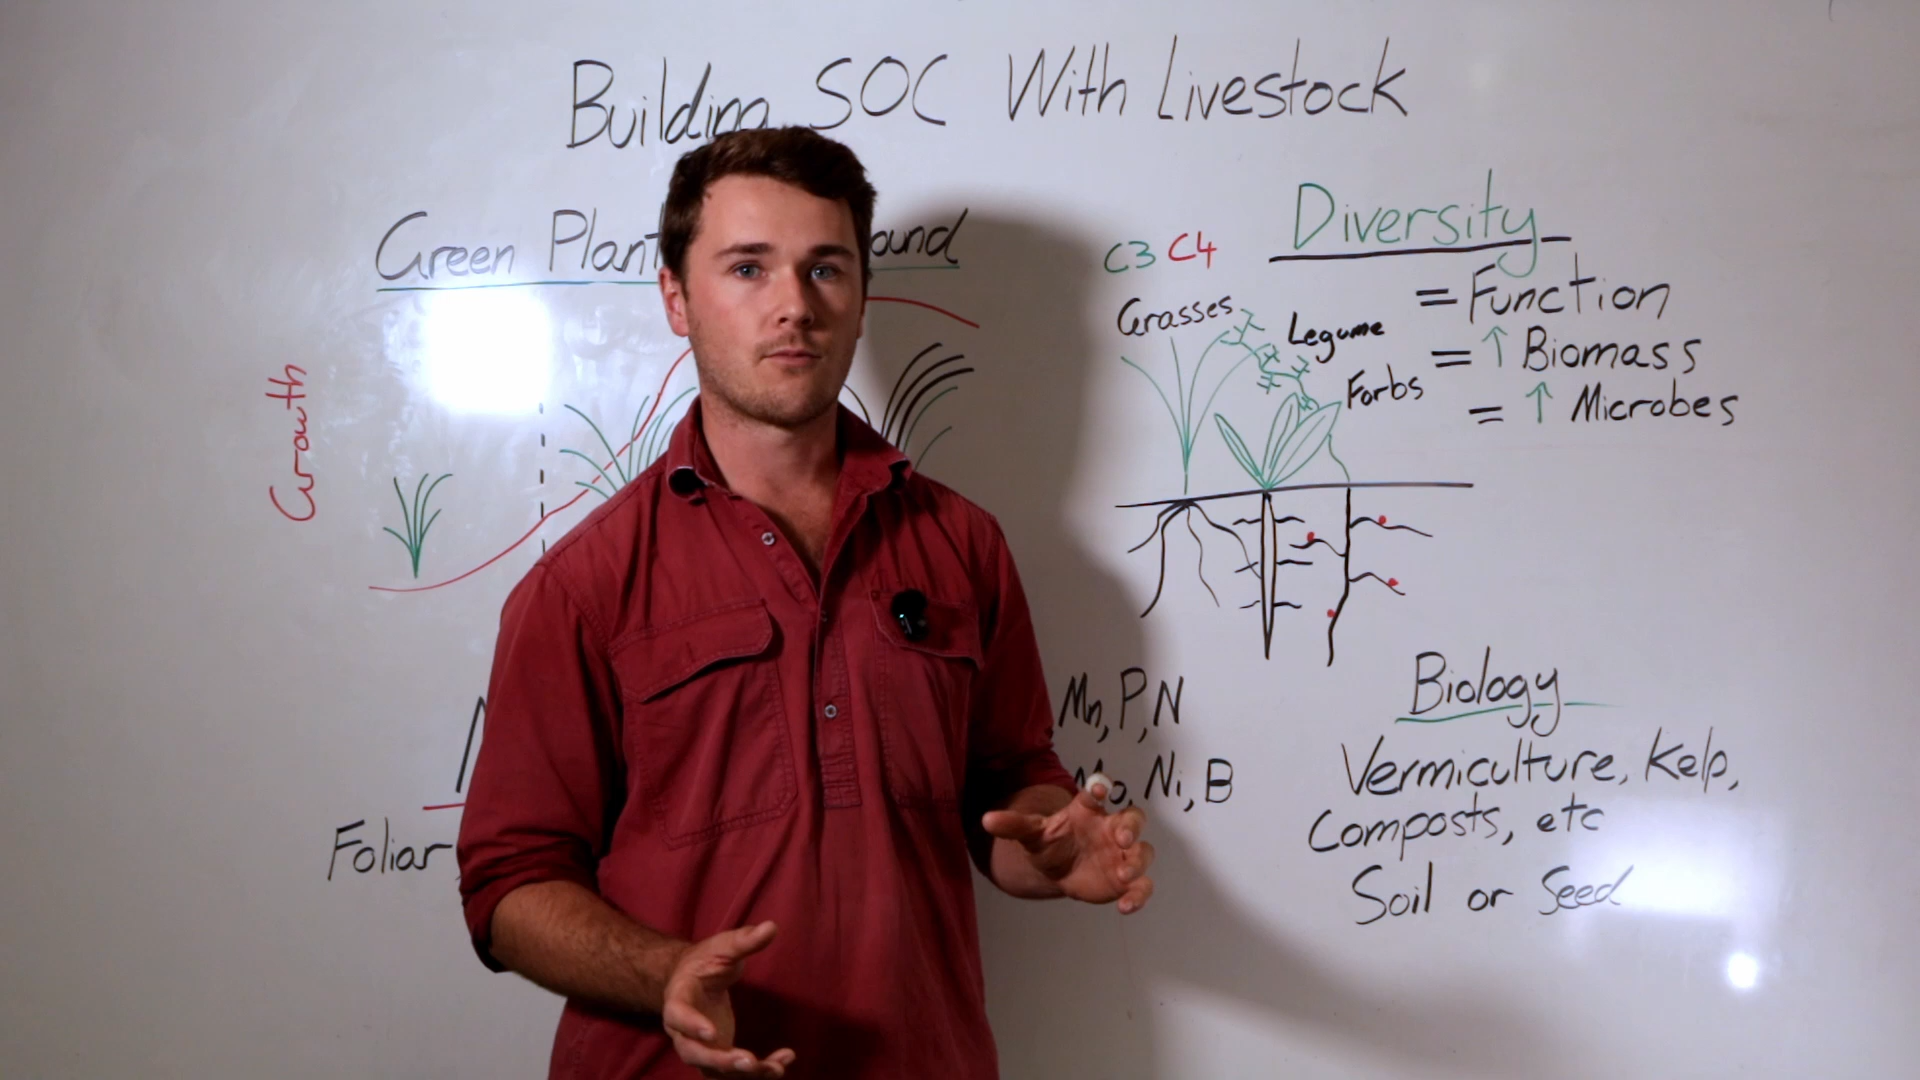 Building SOC With Livestock
Green Plant
ound
Growth
Foliar
C3 C4
Diversity
Grasses
Legume
Forbs
= Function
= ↑ Biomass
= ↑ Microbes
Mn, P, N
Mo, Ni, B
Biology
Vermiculture, Kelp,
Composts, etc
Soil or Seed